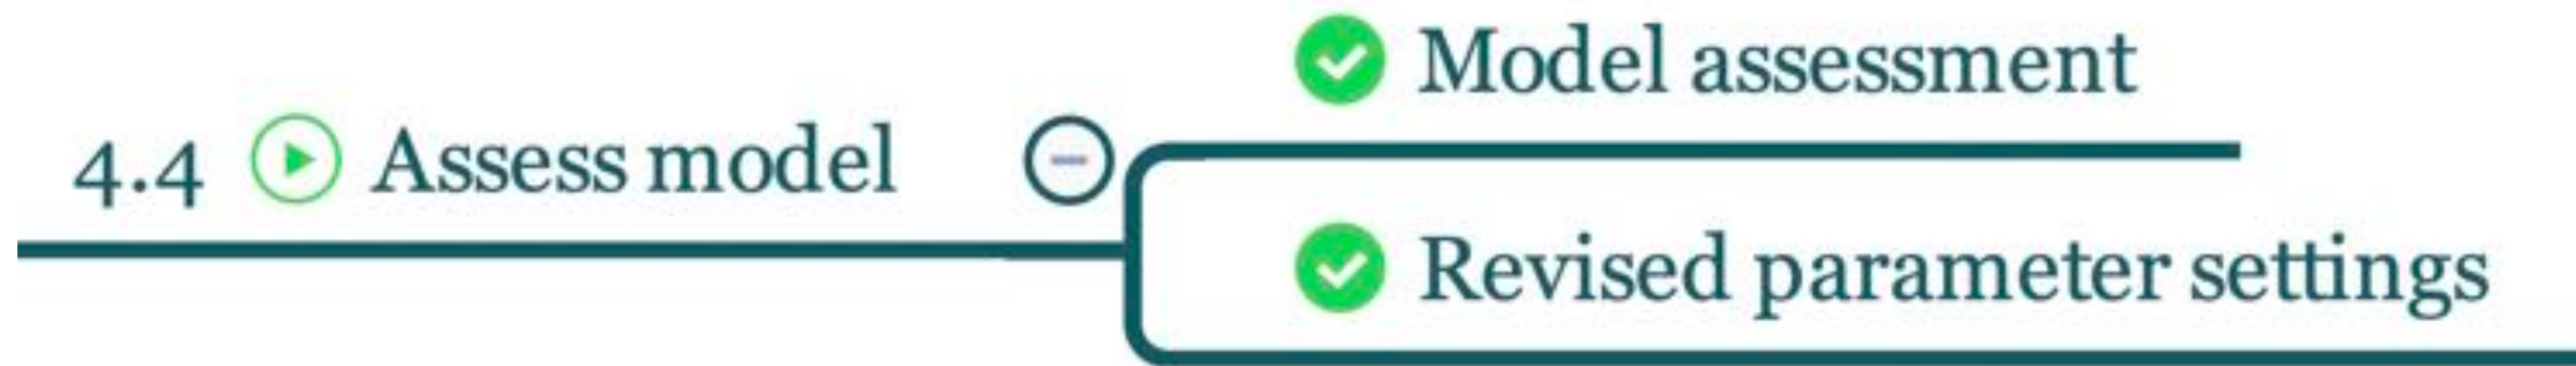 4.4 Assess model
Model assessment
Revised parameter settings